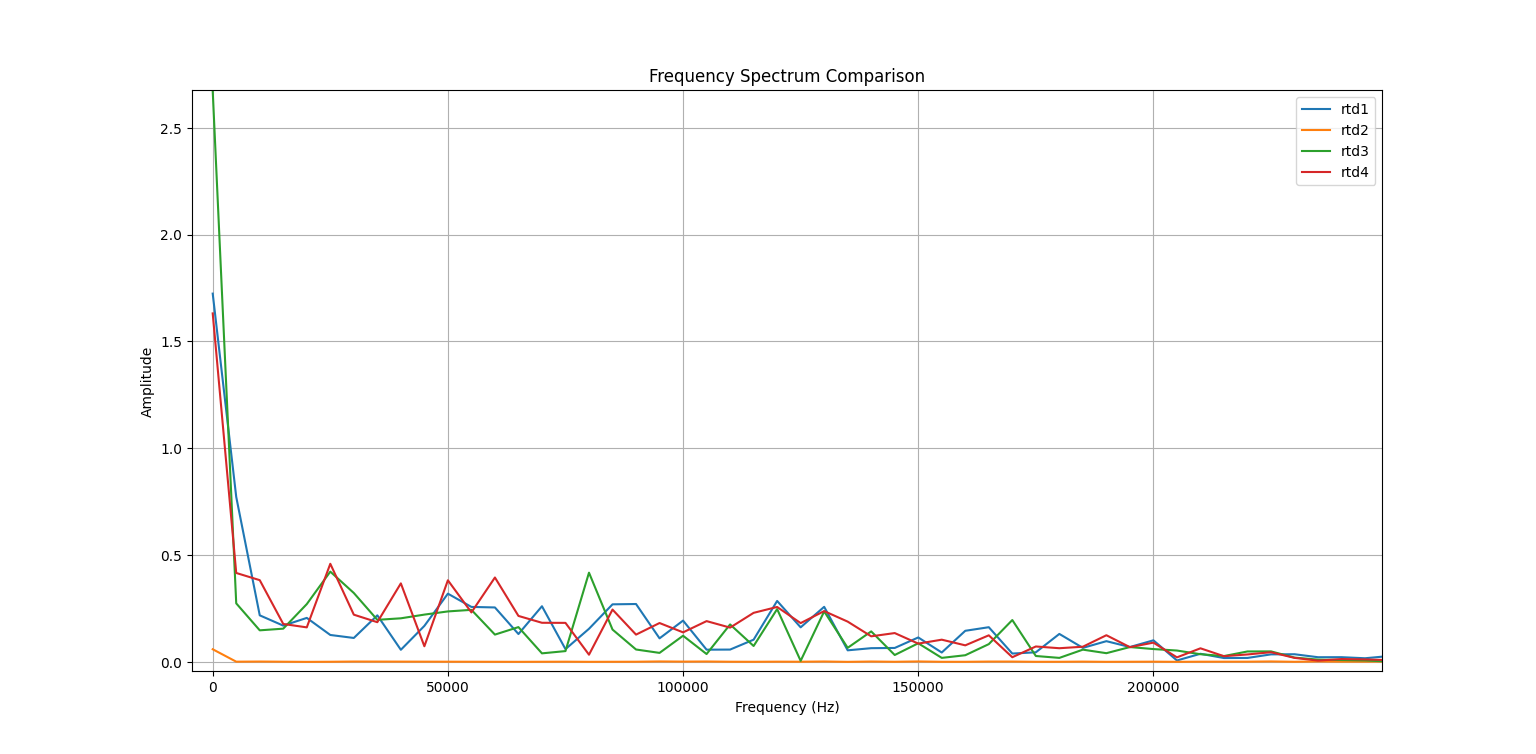 Frequency Spectrum Comparison
rtd1
rtd2
rtd3
rtd4
Amplitude
2.5
2.0
1.5
1.0
0.5
0.0
0 50000 100000 150000 200000
Frequency (Hz)